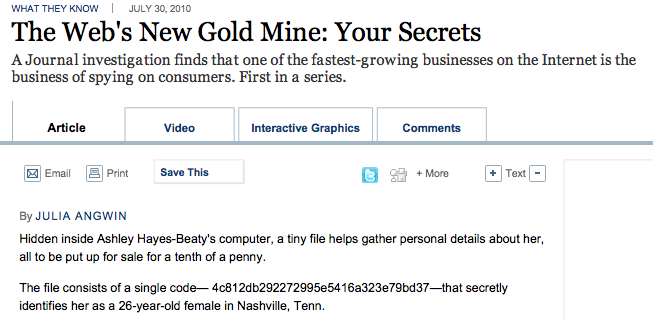 WHAT THEY KNOW | JULY 30, 2010
The Web's New Gold Mine: Your Secrets
A Journal investigation finds that one of the fastest-growing businesses on the Internet is the
business of spying on consumers. First in a series.
Article Video Interactive Graphics Comments
Email Print Save This + More + Text -
By JULIA ANGWIN
Hidden inside Ashley Hayes-Beaty's computer, a tiny file helps gather personal details about her,
all to be put up for sale for a tenth of a penny.
The file consists of a single code— 4c812db292272995e5416a323e79bd37—that secretly
identifies her as a 26-year-old female in Nashville, Tenn.